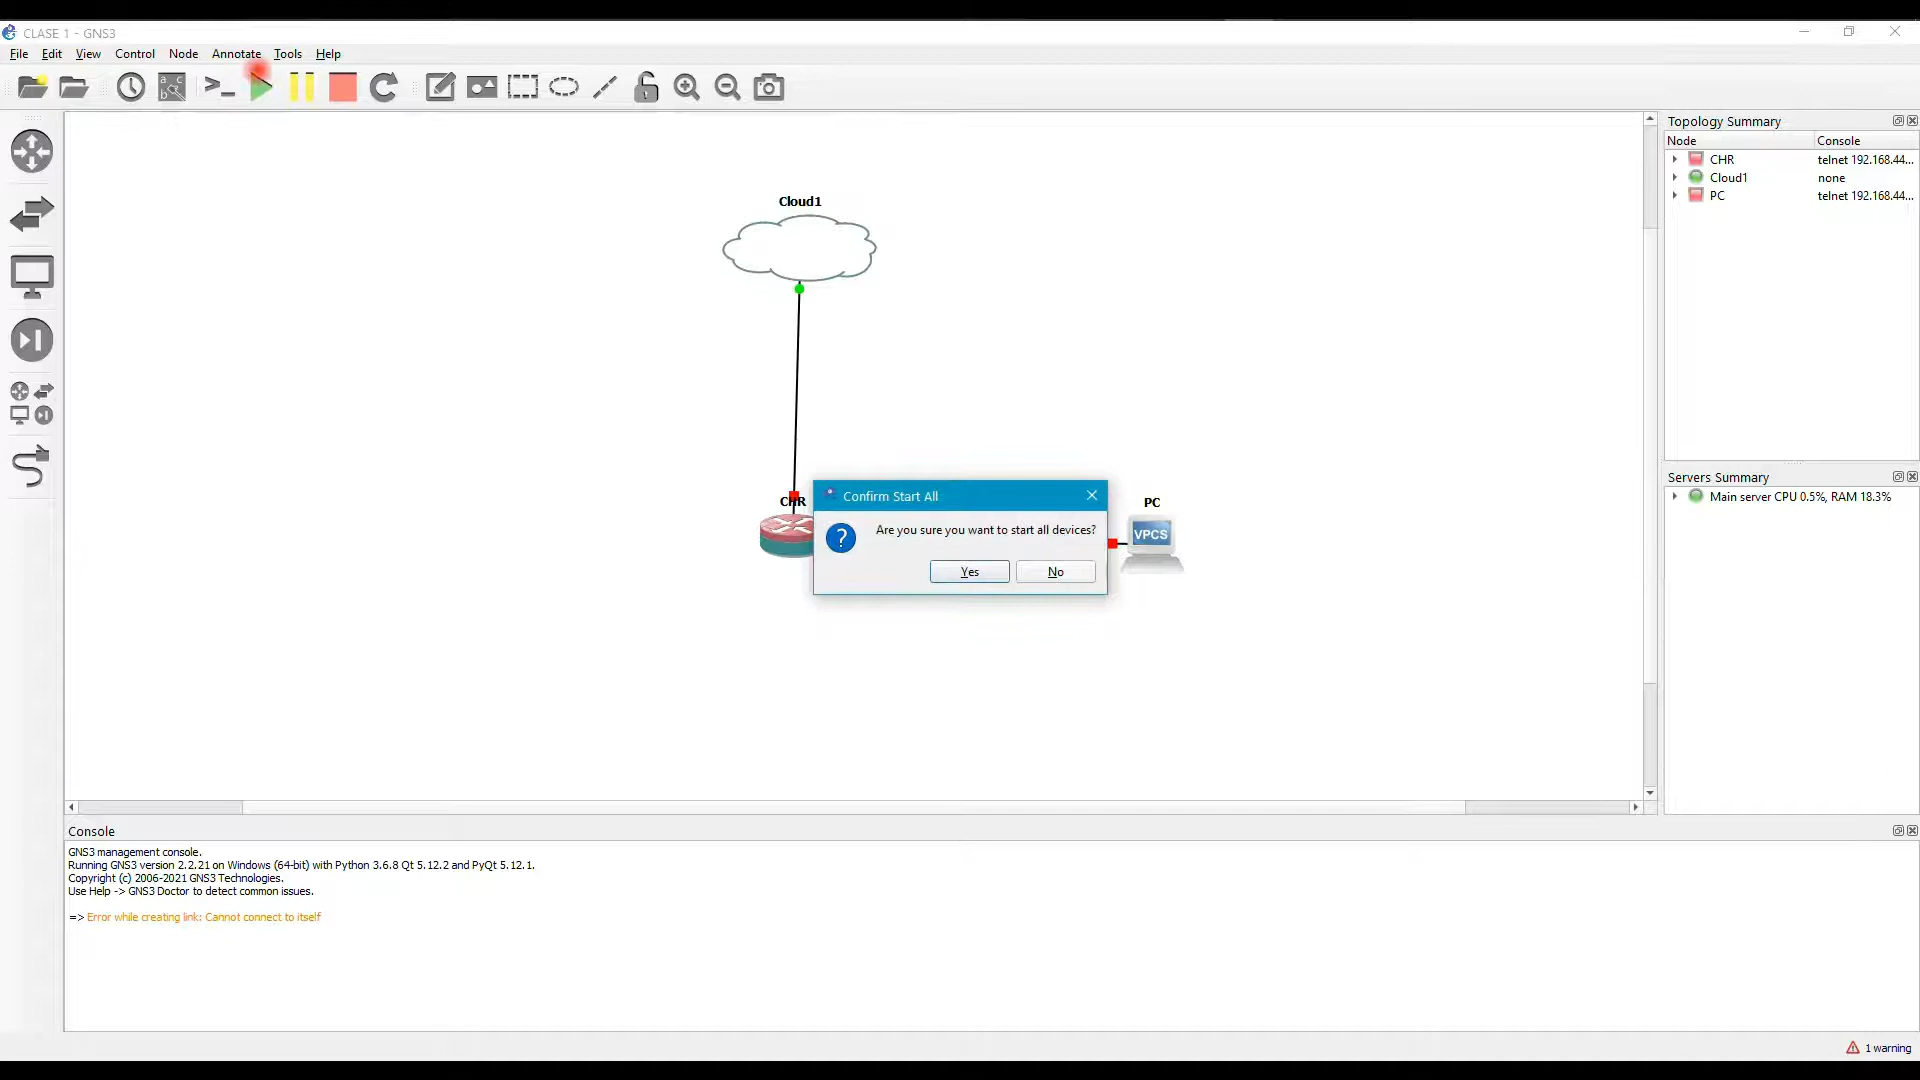 CLASE 1 - GNS3
File Edit View Control Node Annotate Tools Help
Topology Summary
Node Console
CHR telnet 192.168.44...
Cloud1 none
PC telnet 192.168.44...
Cloud1
CHR
PC
VPCS
Confirm Start All
Are you sure you want to start all devices?
Yes No
Servers Summary
Main server CPU 0.5%, RAM 18.3%
Console
GNS3 management console.
Running GNS3 version 2.2.21 on Windows (64-bit) with Python 3.6.8 Qt 5.12.2 and PyQt 5.12.1.
Copyright (c) 2006-2021 GNS3 Technologies.
Use Help -> GNS3 Doctor to detect common issues.
=> Error while creating link: Cannot connect to itself
1 warning